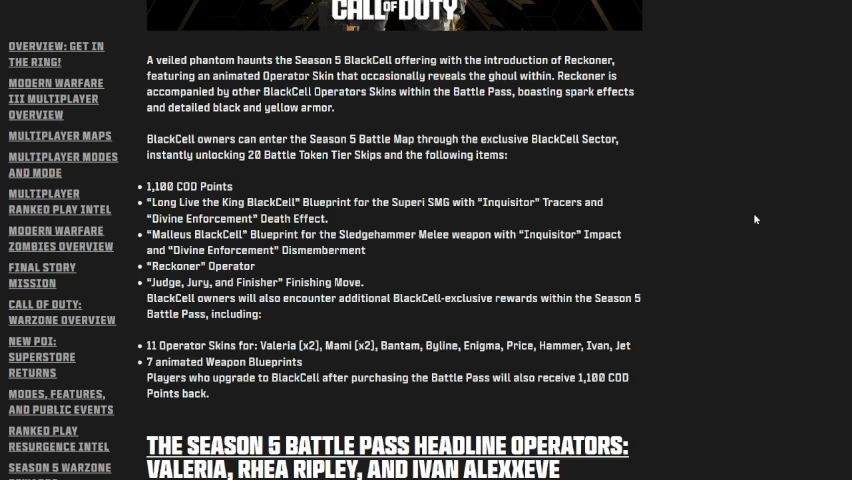 CALL OF DUTY
OVERVIEW: GET IN
THE RING!
MODERN WARFARE
III MULTIPLAYER
OVERVIEW
MULTIPLAYER MAPS
MULTIPLAYER MODES
AND MODE
MULTIPLAYER
RANKED PLAY INTEL
MODERN WARFARE
ZOMBIES OVERVIEW
FINAL STORY
MISSION
CALL OF DUTY:
WARZONE OVERVIEW
NEW POI:
SUPERSTORE
RETURNS
MODES, FEATURES,
AND PUBLIC EVENTS
RANKED PLAY
RESURGENCE INTEL
SEASON 5 WARZONE
A veiled phantom haunts the Season 5 BlackCell offering with the introduction of Reckoner,
featuring an animated Operator Skin that occasionally reveals the ghoul within. Reckoner is
accompanied by other BlackCell Operators Skins within the Battle Pass, boasting spark effects
and detailed black and yellow armor.
BlackCell owners can enter the Season 5 Battle Map through the exclusive BlackCell Sector,
instantly unlocking 20 Battle Token Tier Skips and the following items:
• 1,100 COD Points
• “Long Live the King BlackCell” Blueprint for the Superi SMG with “Inquisitor” Tracers and
“Divine Enforcement” Death Effect.
• “Malleus BlackCell” Blueprint for the Sledgehammer Melee weapon with “Inquisitor” Impact
and “Divine Enforcement” Dismemberment
• “Reckoner” Operator
• “Judge, Jury, and Finisher” Finishing Move.
BlackCell owners will also encounter additional BlackCell-exclusive rewards within the Season 5
Battle Pass, including:
• 11 Operator Skins for: Valeria (x2), Mami (x2), Bantam, Byline, Enigma, Price, Hammer, Ivan, Jet
• 7 animated Weapon Blueprints
Players who upgrade to BlackCell after purchasing the Battle Pass will also receive 1,100 COD
Points back.
THE SEASON 5 BATTLE PASS HEADLINE OPERATORS:
VALERIA, RHEA RIPLEY, AND IVAN ALEXXEVE